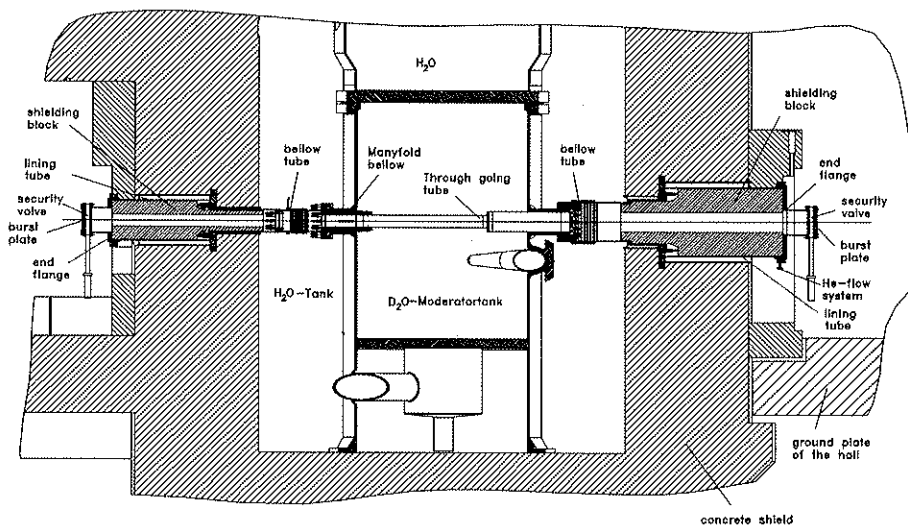 H₂O
shielding
block
lining
tube
security
valve
burst
plate
end
flange
bellow
tube
Manyfold
bellow
Through going
tube
bellow
tube
shielding
block
end
flange
security
valve
burst
plate
He-flow
system
lining
tube
H₂O-Tank
D₂O-Moderatortank
ground plate
of the hall
concrete shield